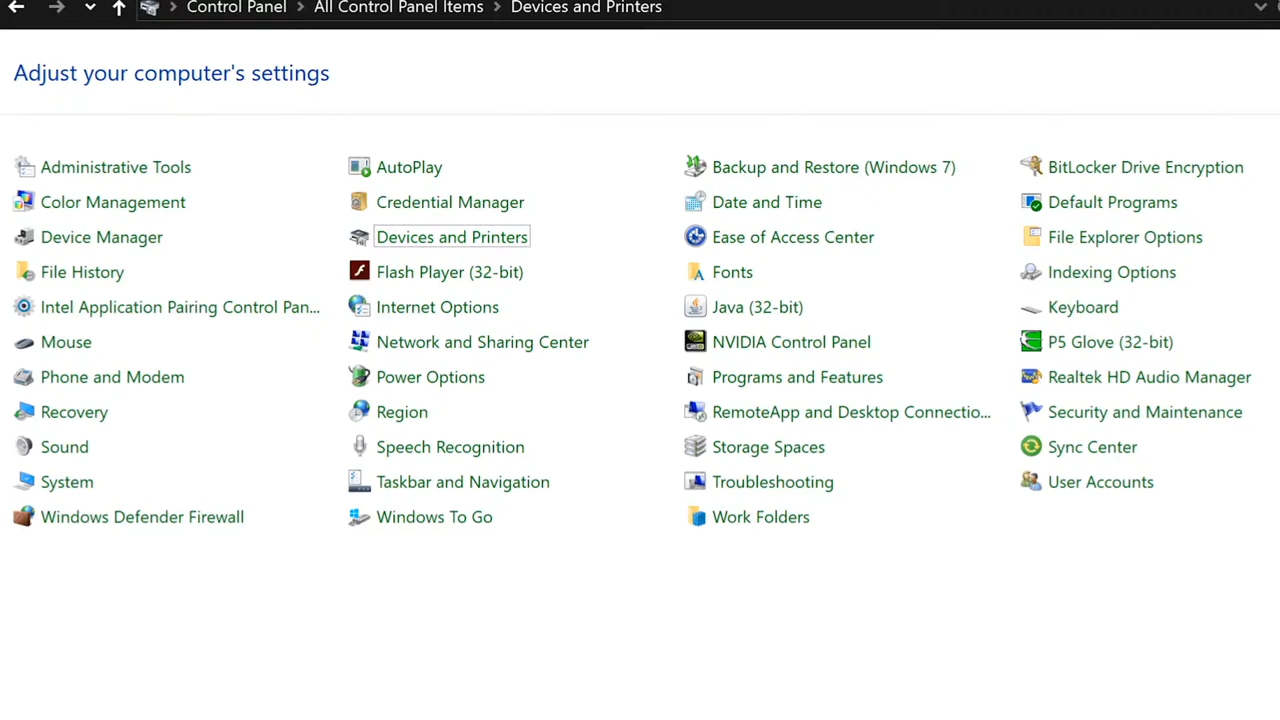 Control Panel > All Control Panel Items > Devices and Printers
Adjust your computer's settings
Administrative Tools
AutoPlay
Backup and Restore (Windows 7)
BitLocker Drive Encryption
Color Management
Credential Manager
Date and Time
Default Programs
Device Manager
Devices and Printers
Ease of Access Center
File Explorer Options
File History
Flash Player (32-bit)
Fonts
Indexing Options
Intel Application Pairing Control Pan...
Internet Options
Java (32-bit)
Keyboard
Mouse
Network and Sharing Center
NVIDIA Control Panel
P5 Glove (32-bit)
Phone and Modem
Power Options
Programs and Features
Realtek HD Audio Manager
Recovery
Region
RemoteApp and Desktop Connectio...
Security and Maintenance
Sound
Speech Recognition
Storage Spaces
Sync Center
System
Taskbar and Navigation
Troubleshooting
User Accounts
Windows Defender Firewall
Windows To Go
Work Folders